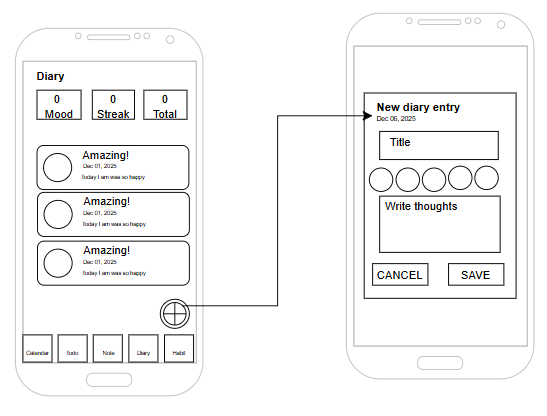 Diary
0 0 0
Mood Streak Total
Amazing!
Dec 01, 2025
Today I am was so happy
Amazing!
Dec 01, 2025
Today I am was so happy
Amazing!
Dec 01, 2025
Today I am was so happy
Calendar Todo Note Diary Habit
New diary entry
Dec 06, 2025
Title
Write thoughts
CANCEL SAVE